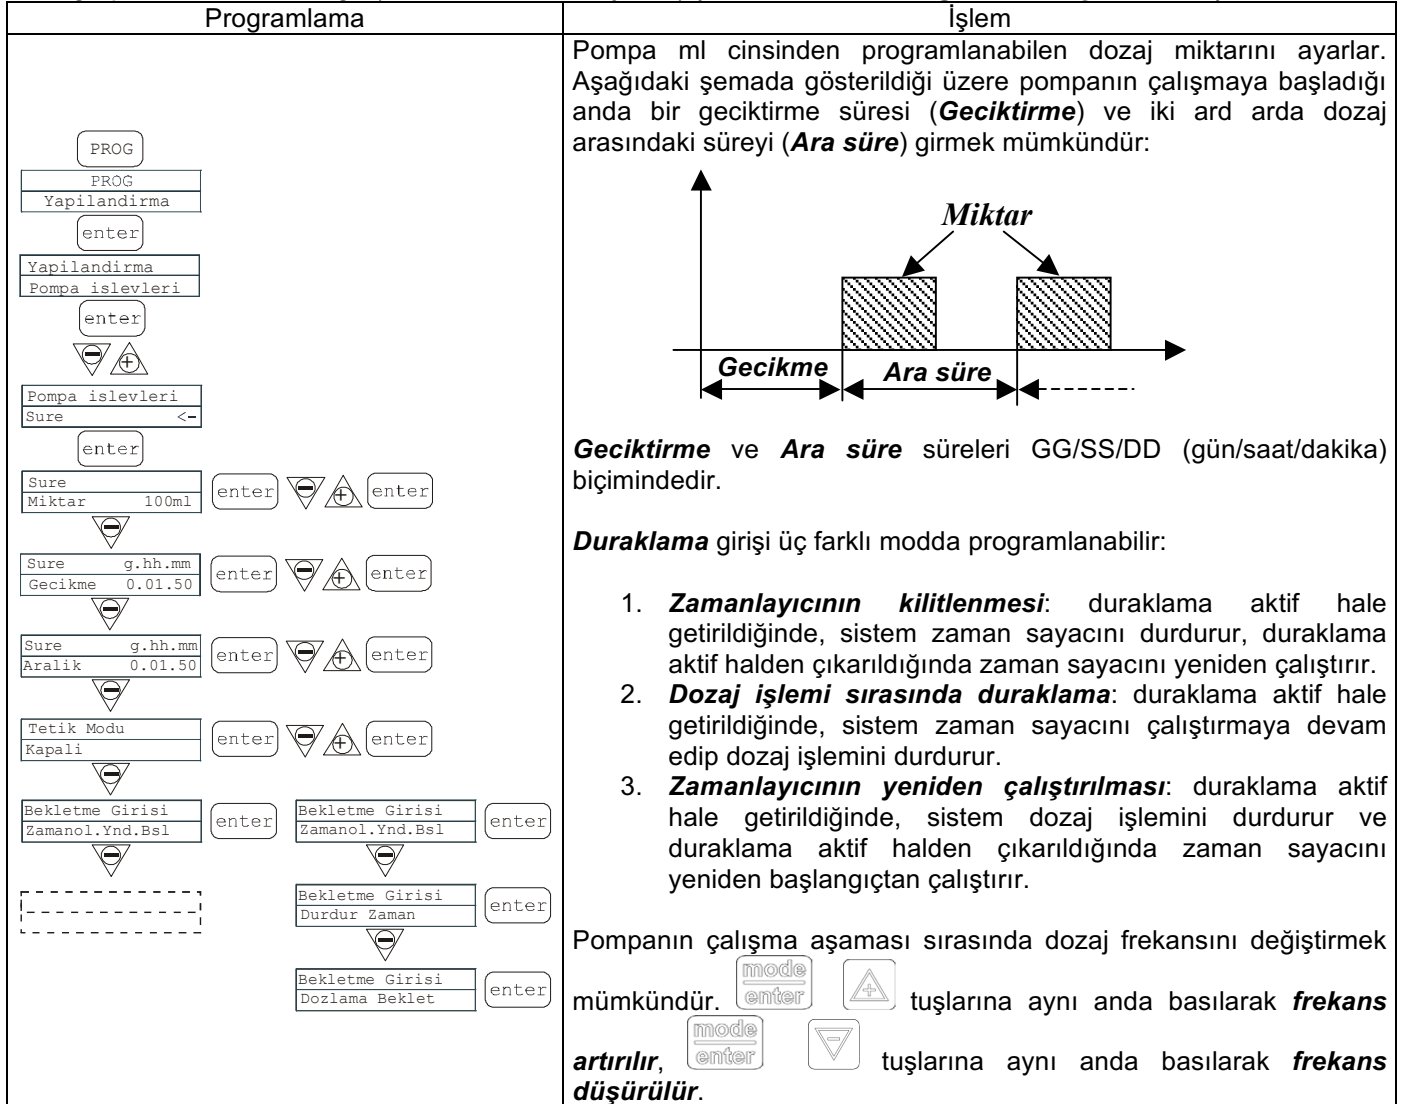 Programlama
İşlem
PROG
PROG
Yapilandirma
enter
Yapilandirma
Pompa islevleri
enter
Pompa islevleri
Sure <-
enter
Sure
Miktar 100ml
enter
enter
Sure g.hh.mm
Gecikme 0.01.50
enter
enter
Sure g.hh.mm
Aralik 0.01.50
enter
enter
Tetik Modu
Kapali
enter
enter
Bekletme Girisi
Zamanol.Ynd.Bsl
enter
Bekletme Girisi
Zamanol.Ynd.Bsl
enter
Bekletme Girisi
Durdur Zaman
enter
Bekletme Girisi
Dozlama Beklet
enter
Pompa ml cinsinden programlanabilen dozaj miktarını ayarlar.
Aşağıdaki şemada gösterildiği üzere pompanın çalışmaya başladığı
anda bir geciktirme süresi (Geciktirme) ve iki ard arda dozaj
arasındaki süreyi (Ara süre) girmek mümkündür:
Miktar
Gecikme
Ara süre
Geciktirme ve Ara süre süreleri GG/SS/DD (gün/saat/dakika)
biçimindedir.
Duraklama girişi üç farklı modda programlanabilir:
1. Zamanlayıcının kilitlenmesi: duraklama aktif hale
getirildiğinde, sistem zaman sayacını durdurur, duraklama
aktif halden çıkarıldığında zaman sayacını yeniden çalıştırır.
2. Dozaj işlemi sırasında duraklama: duraklama aktif hale
getirildiğinde, sistem zaman sayacını çalıştırmaya devam
edip dozaj işlemini durdurur.
3. Zamanlayıcının yeniden çalıştırılması: duraklama aktif
hale getirildiğinde, sistem dozaj işlemini durdurur ve
duraklama aktif halden çıkarıldığında zaman sayacını
yeniden başlangıçtan çalıştırır.
Pompanın çalışma aşaması sırasında dozaj frekansını değiştirmek
mümkündür. mode enter tuşlarına aynı anda basılarak frekans
artırılır, mode enter tuşlarına aynı anda basılarak frekans
düşürülür.